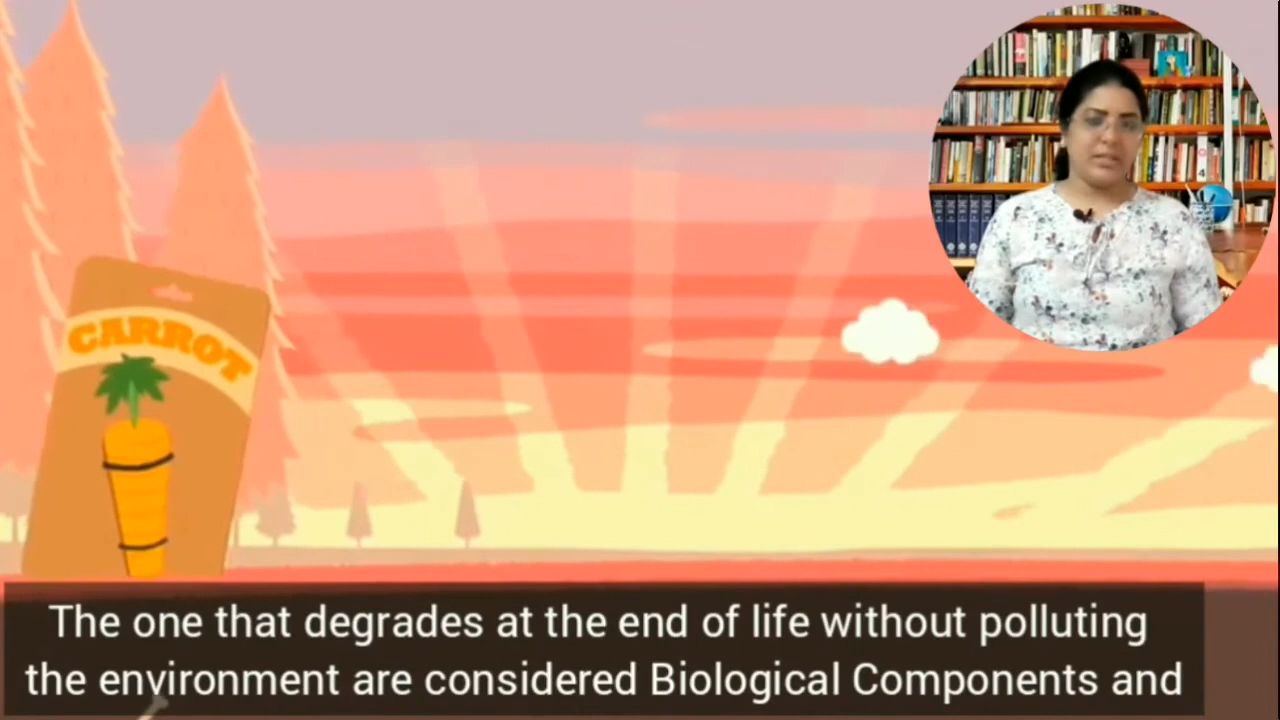 CARROT
The one that degrades at the end of life without polluting
the environment are considered Biological Components and